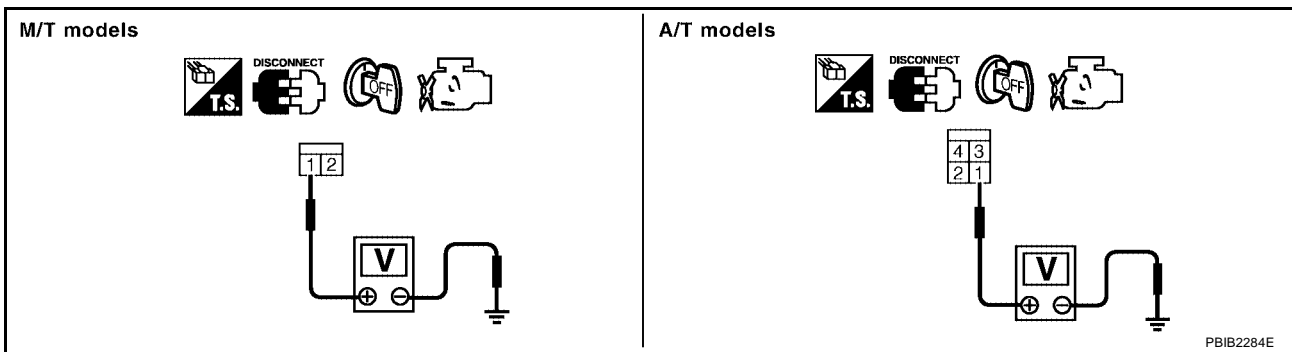 M/T models
T.S.
DISCONNECT
OFF
1 2
V
+ −
A/T models
T.S.
DISCONNECT
OFF
4 3
2 1
V
+ −
PBIB2284E